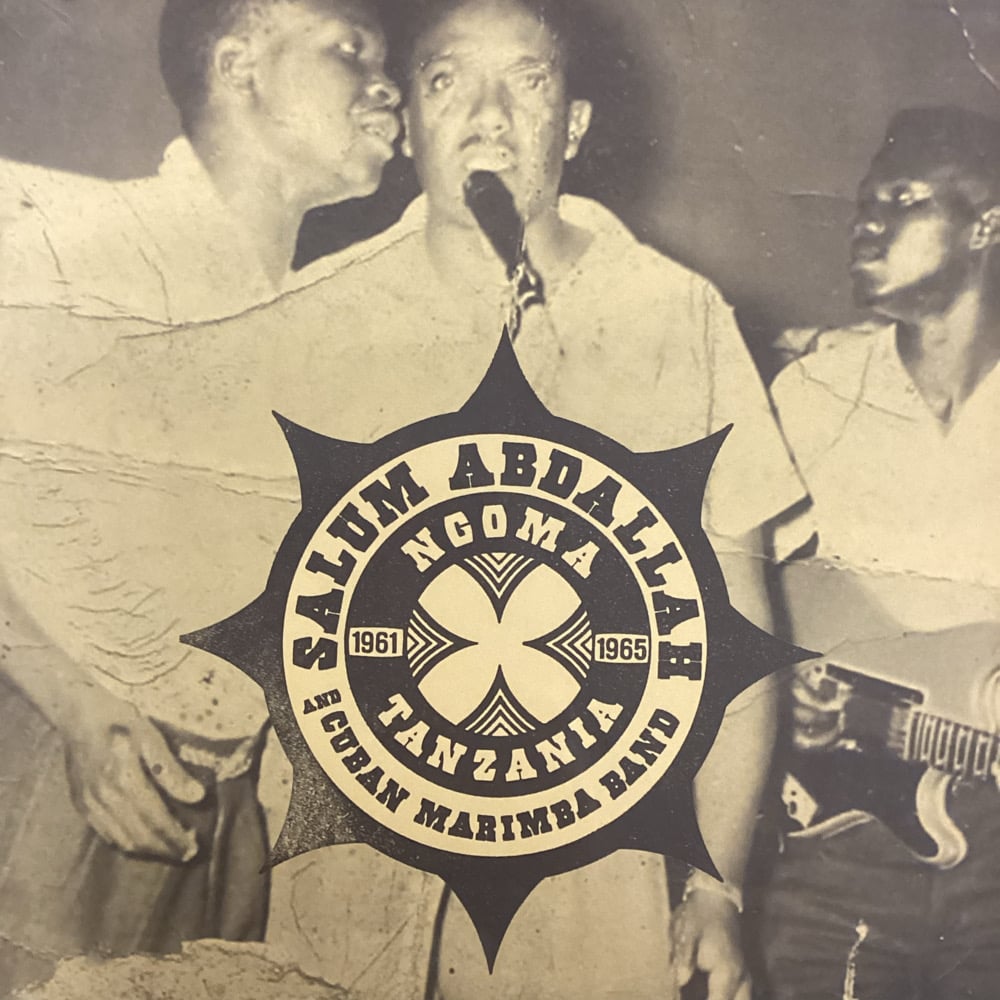 SALUM ABDALLAH
NGOMA
1961
1965
TANZANIA
AND CUBAN MARIMBA BAND